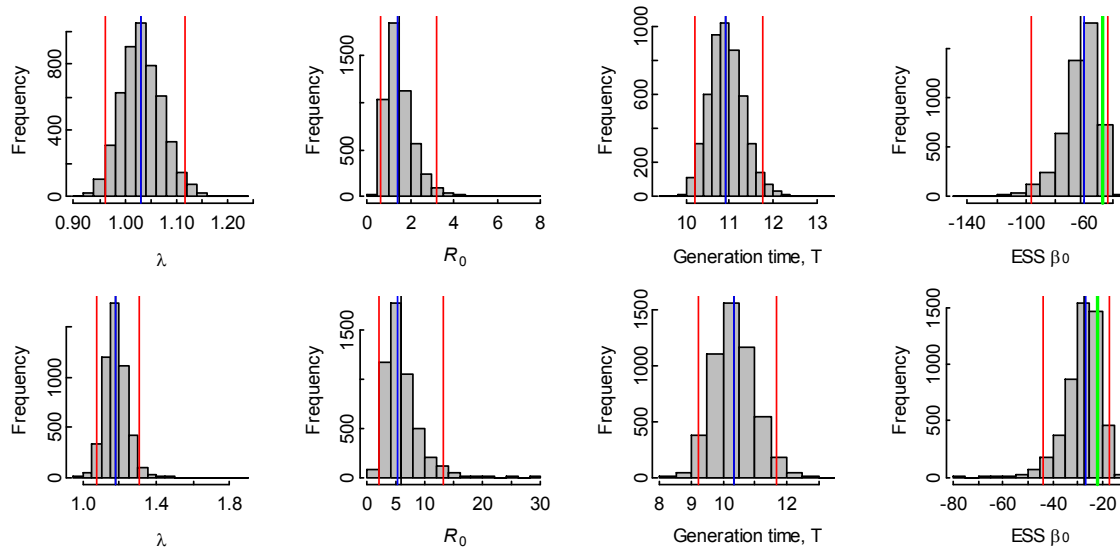 Frequency
0 400 800
0.90 1.00 1.10 1.20
λ
Frequency
0 500 1500
0 2 4 6 8
R0
Frequency
0 200 600 1000
10 11 12 13
Generation time, T
Frequency
0 500 1500
-140 -100 -60
ESS β0
Frequency
0 500 1500
1.0 1.4 1.8
λ
Frequency
0 500 1500
0 5 10 20 30
R0
Frequency
0 500 1000 1500
8 9 10 12
Generation time, T
Frequency
0 500 1000 1500
-80 -60 -40 -20
ESS β0